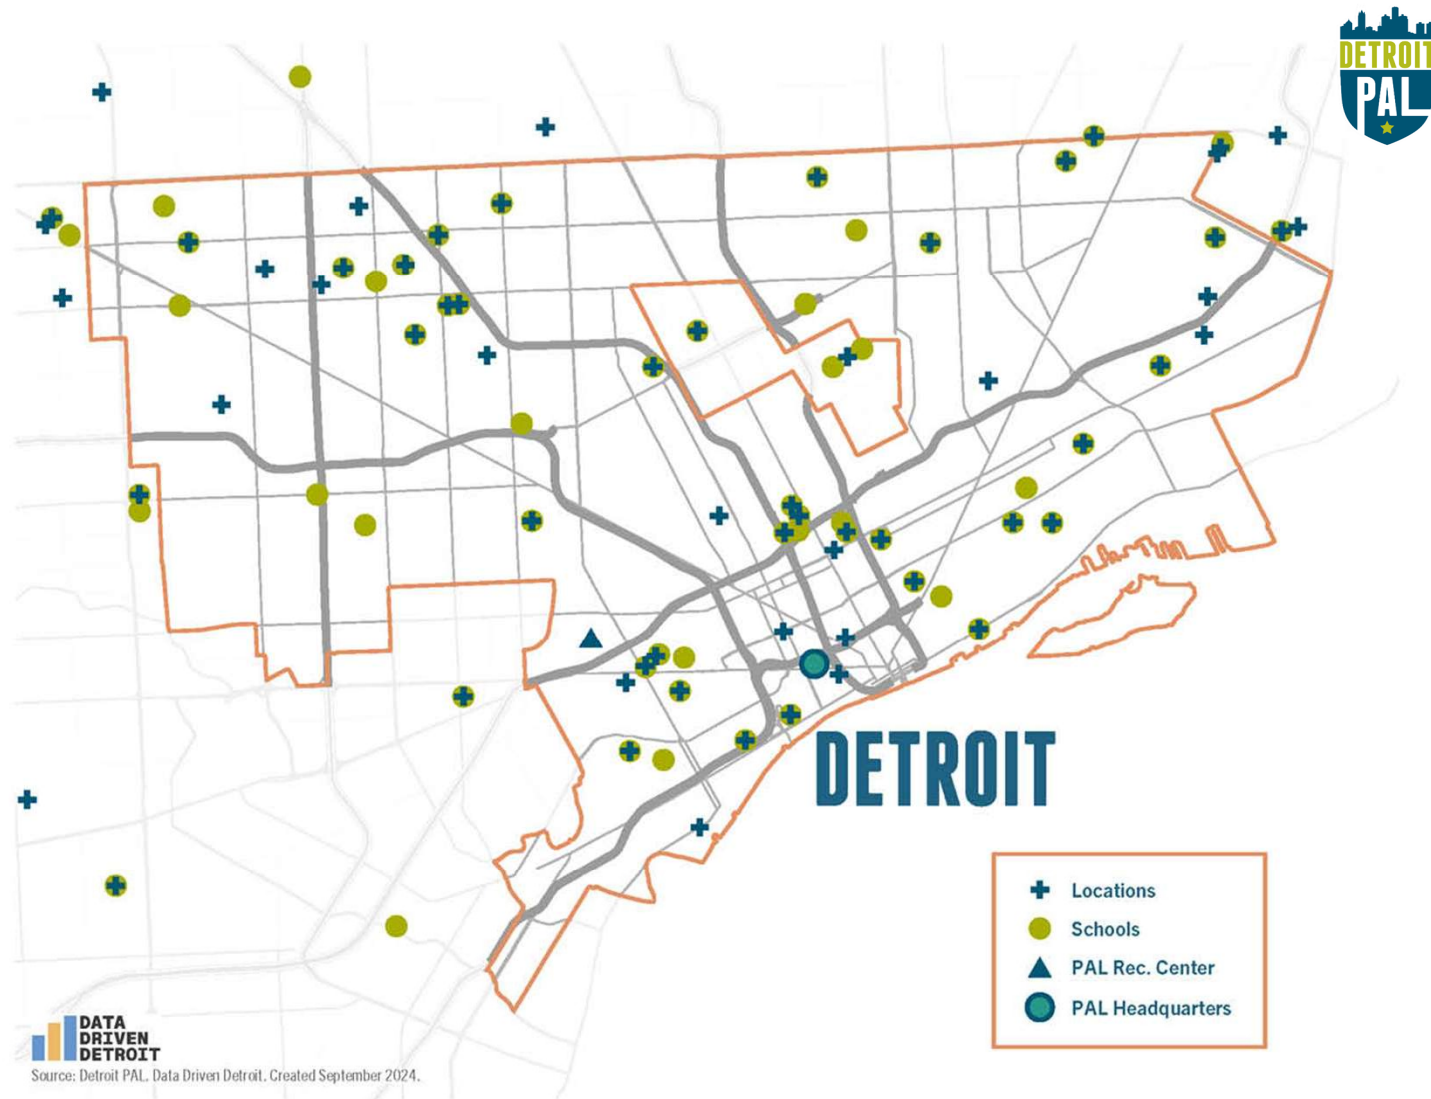 DETROIT
PAL
DETROIT
Locations
Schools
PAL Rec. Center
PAL Headquarters
DATA
DRIVEN
DETROIT
Source: Detroit PAL. Data Driven Detroit. Created September 2024.